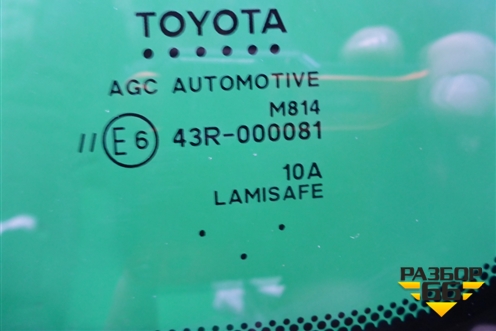 TOYOTA
AGC AUTOMOTIVE
M814
II E6 43R-000081
10A
LAMISAFE
РАЗБОР
66